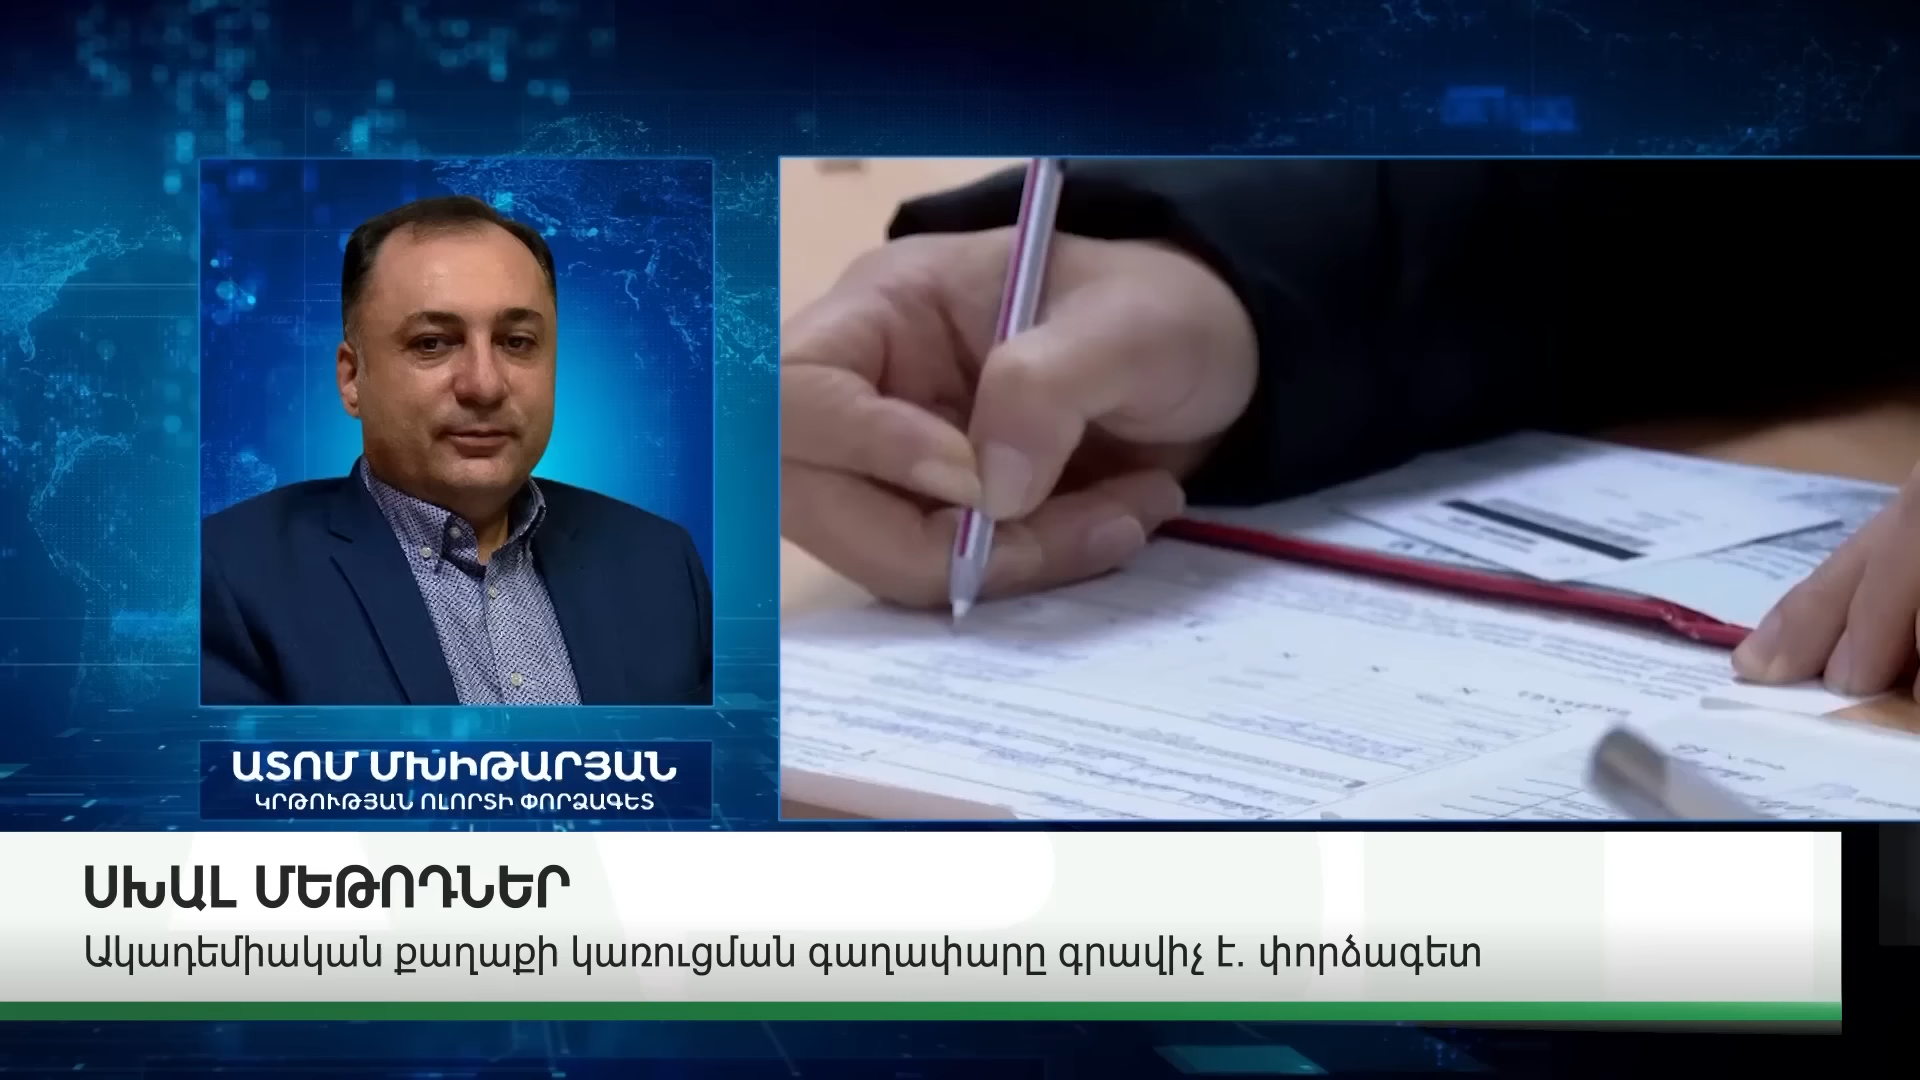 ԱՏՈՄ ՄԽԻԹԱՐՅԱՆ
ԿՐԹՈՒԹՅԱՆ ՈԼՈՐՏԻ ՓՈՐՁԱԳԵՏ
ՍԽԱԼ ՄԵԹՈԴՆԵՐ
Ակադեմիական քաղաքի կառուցման գաղափարը գրավիչ է. փորձագետ